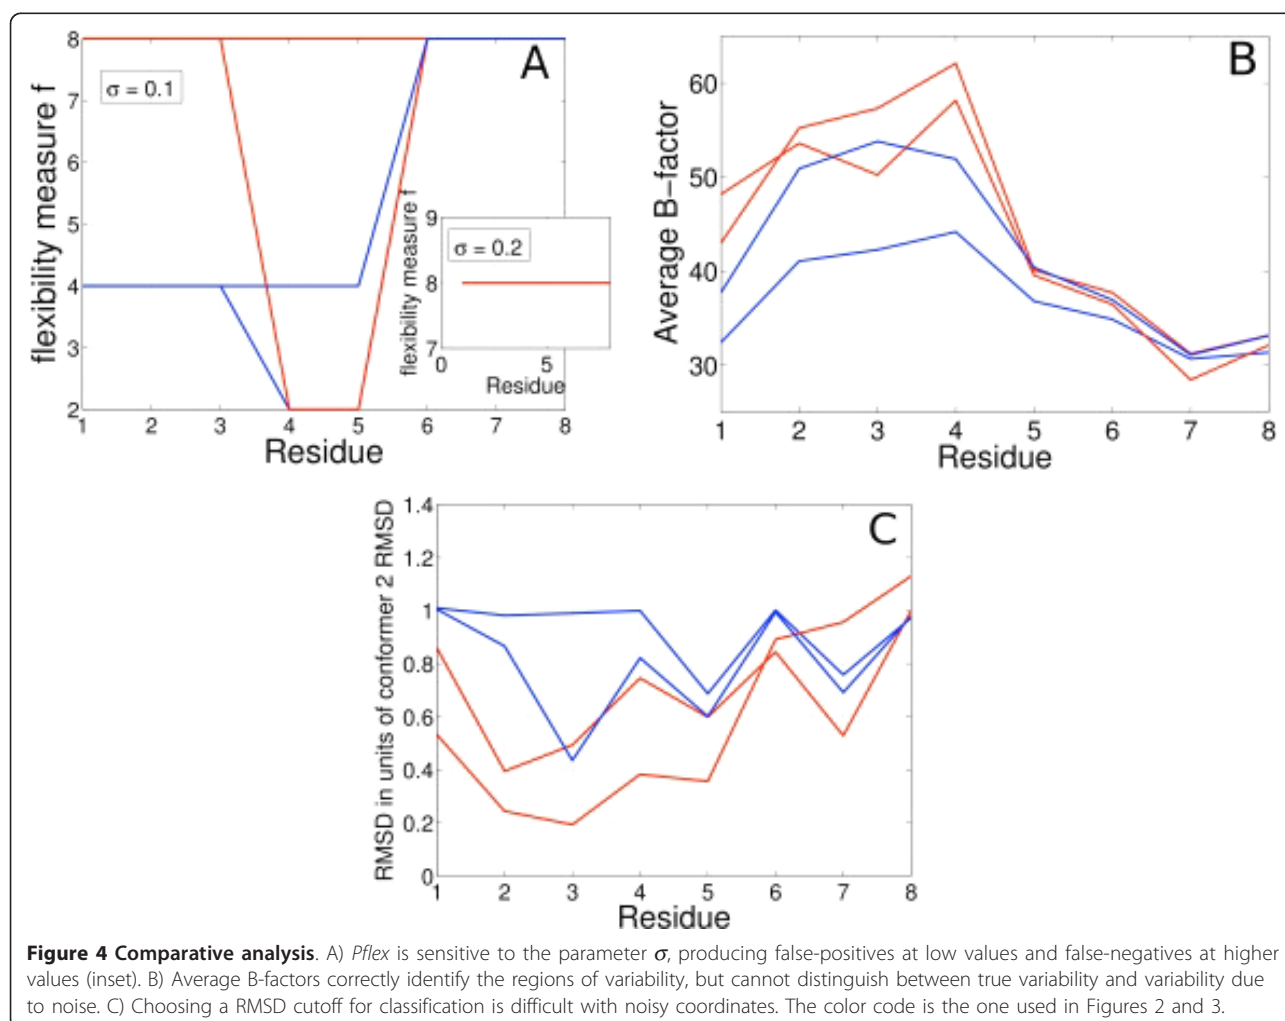 A
σ = 0.1
flexibility measure f
8
7
6
5
4
3
2
1 2 3 4 5 6 7 8
Residue
σ = 0.2
flexibility measure f
9
8
7
0 5
Residue
B
Average B-factor
60
50
40
30
1 2 3 4 5 6 7 8
Residue
C
RMSD in units of conformer 2 RMSD
1.4
1.2
1
0.8
0.6
0.4
0.2
0
1 2 3 4 5 6 7 8
Residue
Figure 4 Comparative analysis. A) Pflex is sensitive to the parameter σ, producing false-positives at low values and false-negatives at higher
values (inset). B) Average B-factors correctly identify the regions of variability, but cannot distinguish between true variability and variability due
to noise. C) Choosing a RMSD cutoff for classification is difficult with noisy coordinates. The color code is the one used in Figures 2 and 3.